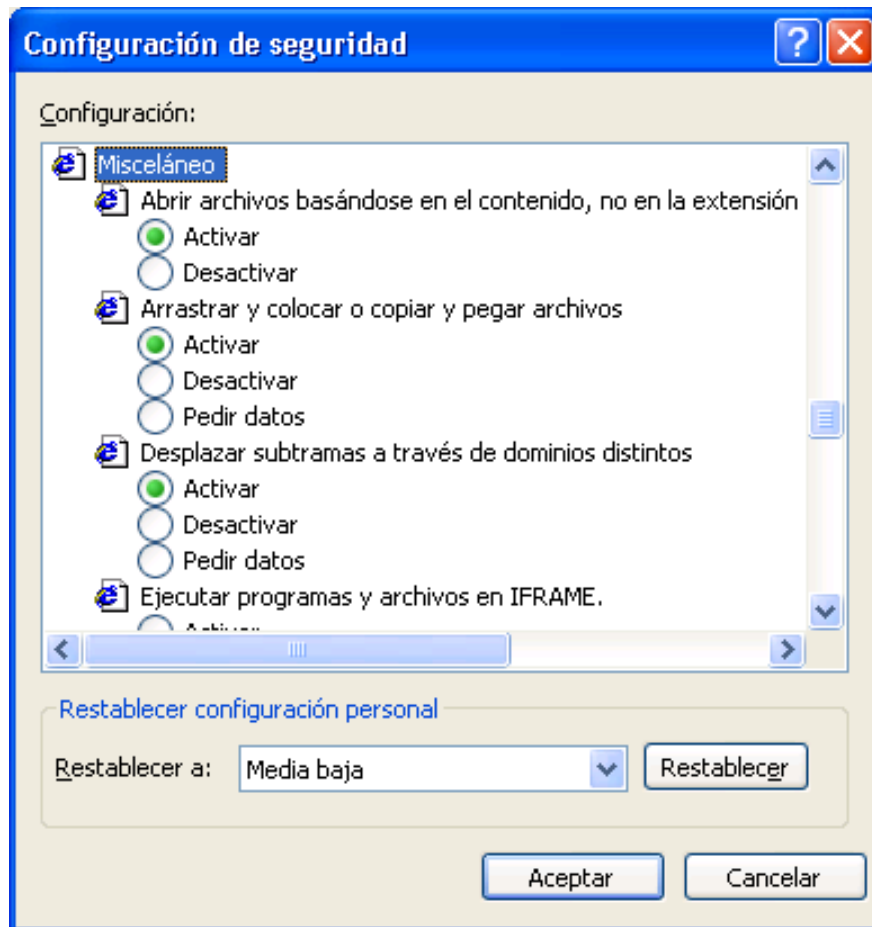 Configuración de seguridad
Configuración:
Misceláneo
Abrir archivos basándose en el contenido, no en la extensión
Activar
Desactivar
Arrastrar y colocar o copiar y pegar archivos
Activar
Desactivar
Pedir datos
Desplazar subtramas a través de dominios distintos
Activar
Desactivar
Pedir datos
Ejecutar programas y archivos en IFRAME.
Restablecer configuración personal
Restablecer a: Media baja Restablecer
Aceptar Cancelar